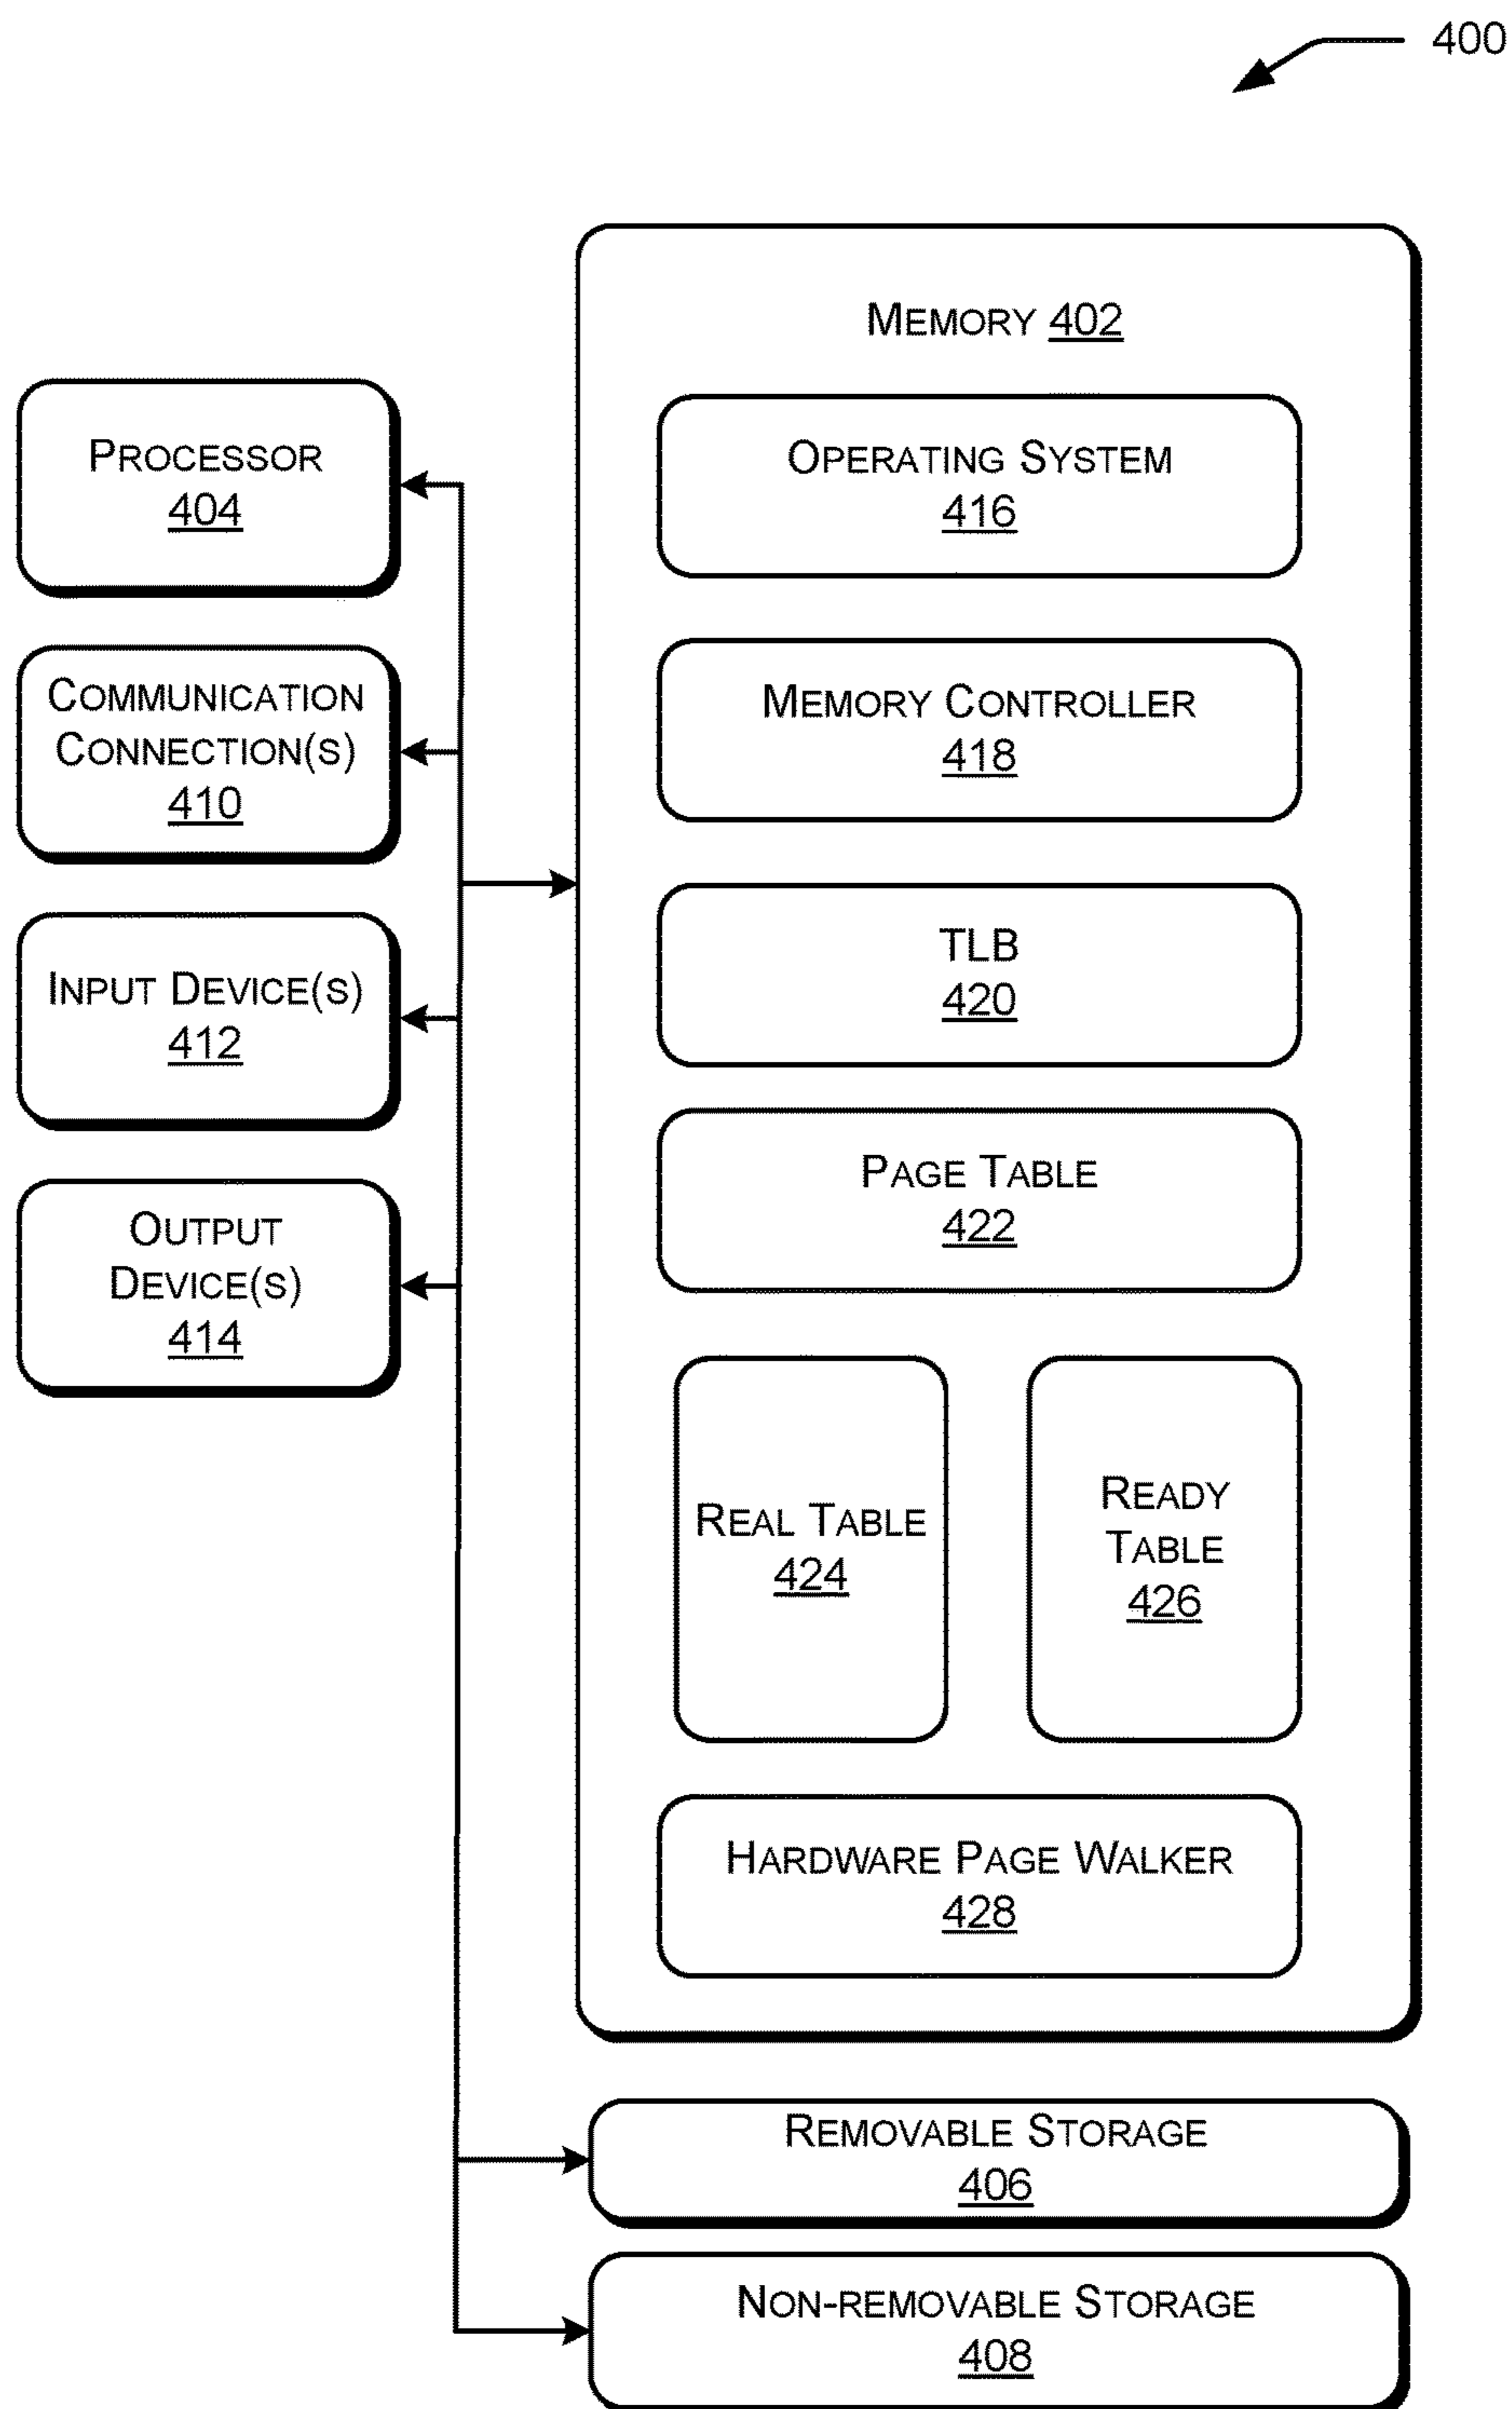 400
MEMORY 402
OPERATING SYSTEM
416
MEMORY CONTROLLER
418
TLB
420
PAGE TABLE
422
REAL TABLE
424
READY
TABLE
426
HARDWARE PAGE WALKER
428
PROCESSOR
404
COMMUNICATION
CONNECTION(S)
410
INPUT DEVICE(S)
412
OUTPUT
DEVICE(S)
414
REMOVABLE STORAGE
406
NON-REMOVABLE STORAGE
408